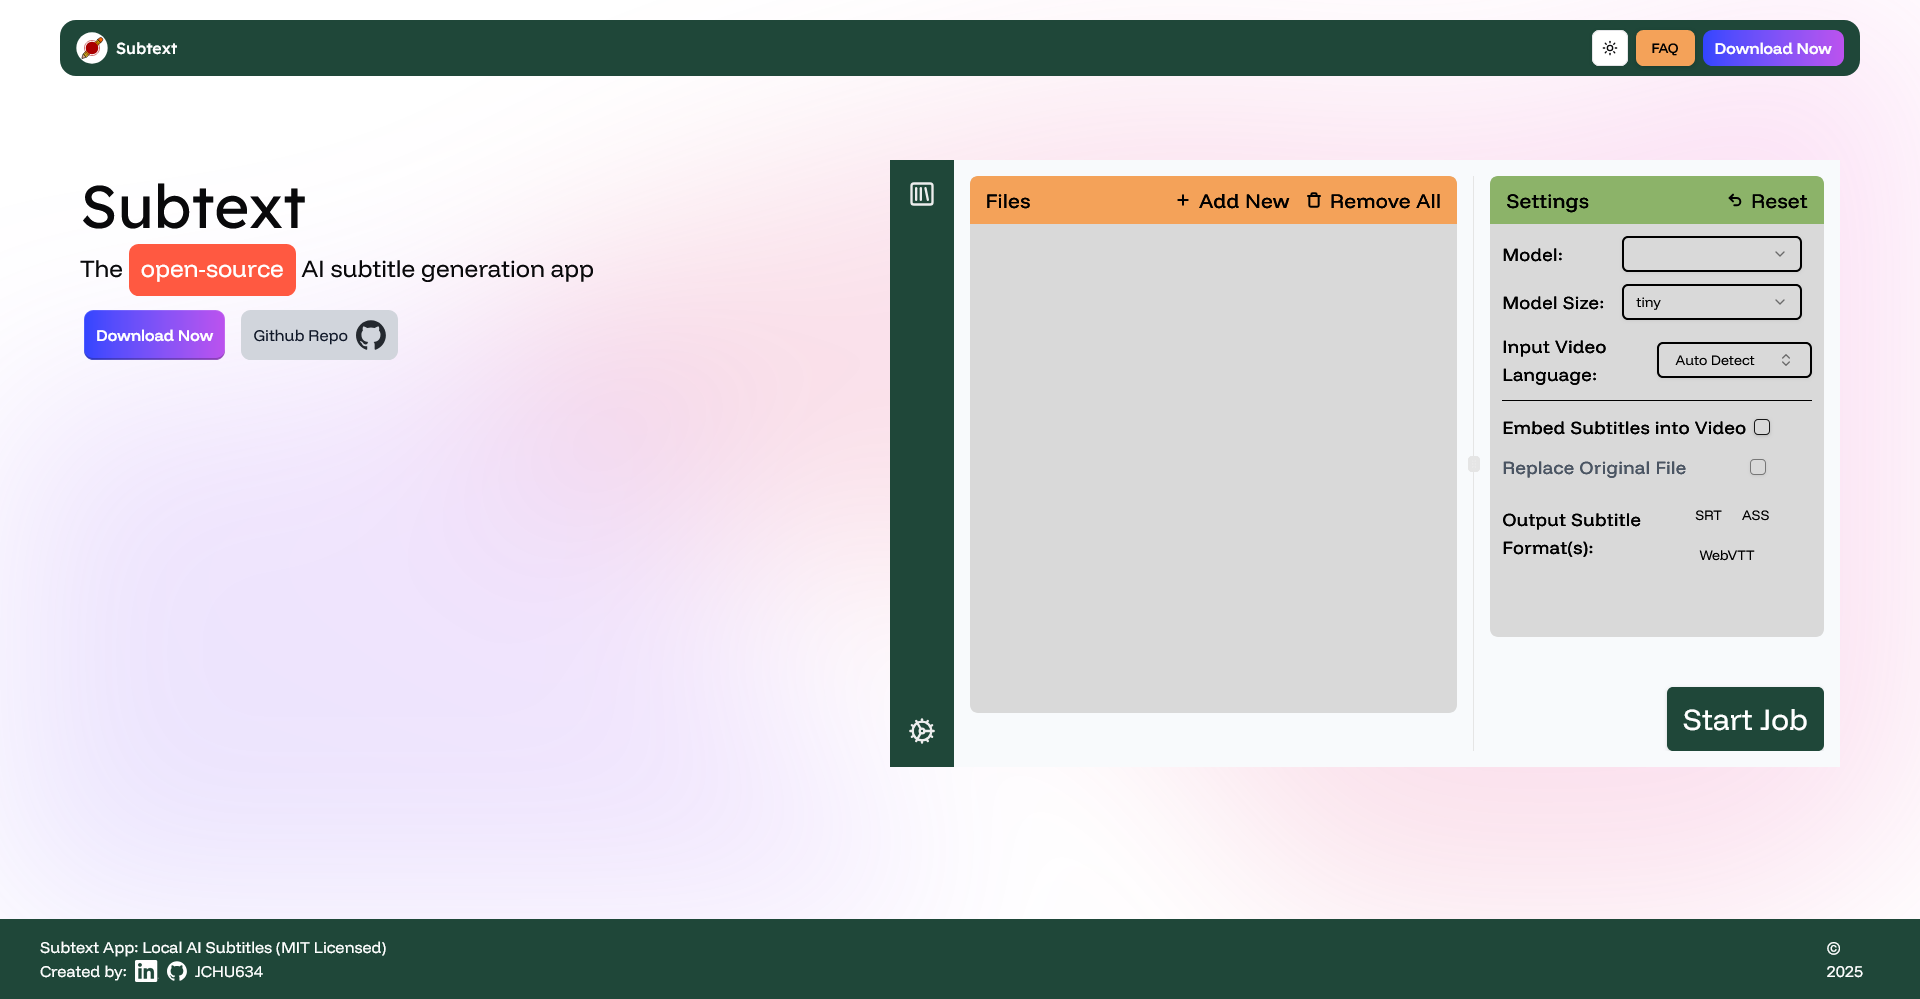 Subtext
FAQ
Download Now
Subtext
The open-source AI subtitle generation app
Download Now
Github Repo
Files
+ Add New
Remove All
Settings
Reset
Model:
Model Size:
tiny
Input Video
Language:
Auto Detect
Embed Subtitles into Video
Replace Original File
Output Subtitle
Format(s):
SRT
ASS
WebVTT
Start Job
Subtext App: Local AI Subtitles (MIT Licensed)
Created by: in JCHU634
©
2025